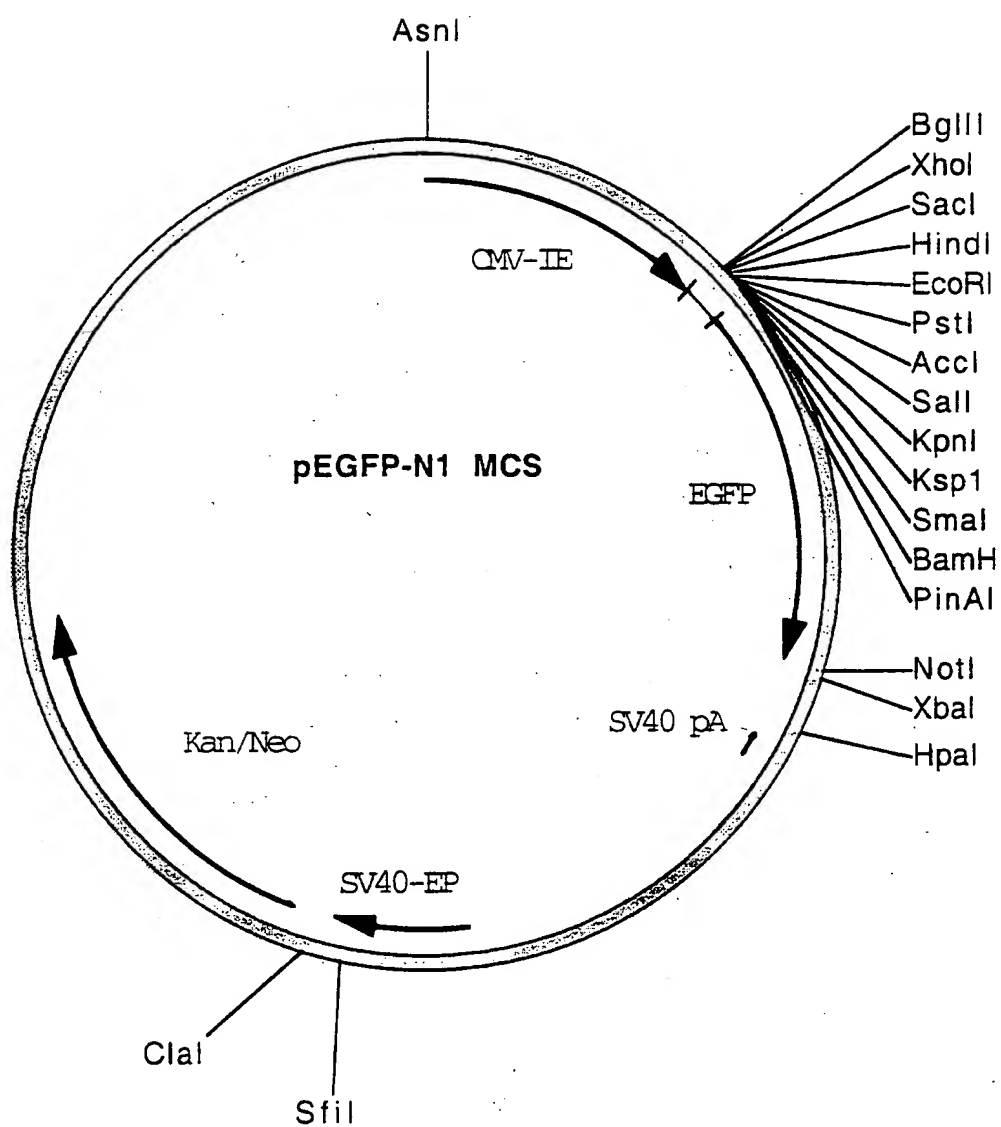 AsnI
BglII
XhoI
SacI
HindI
EcoRI
PstI
AccI
SalI
KpnI
Ksp1
SmaI
BamH
PinAI
NotI
XbaI
HpaI
CMV-IE
pEGFP-N1 MCS
EGFP
SV40 pA
Kan/Neo
SV40-EP
ClaI
SfiI